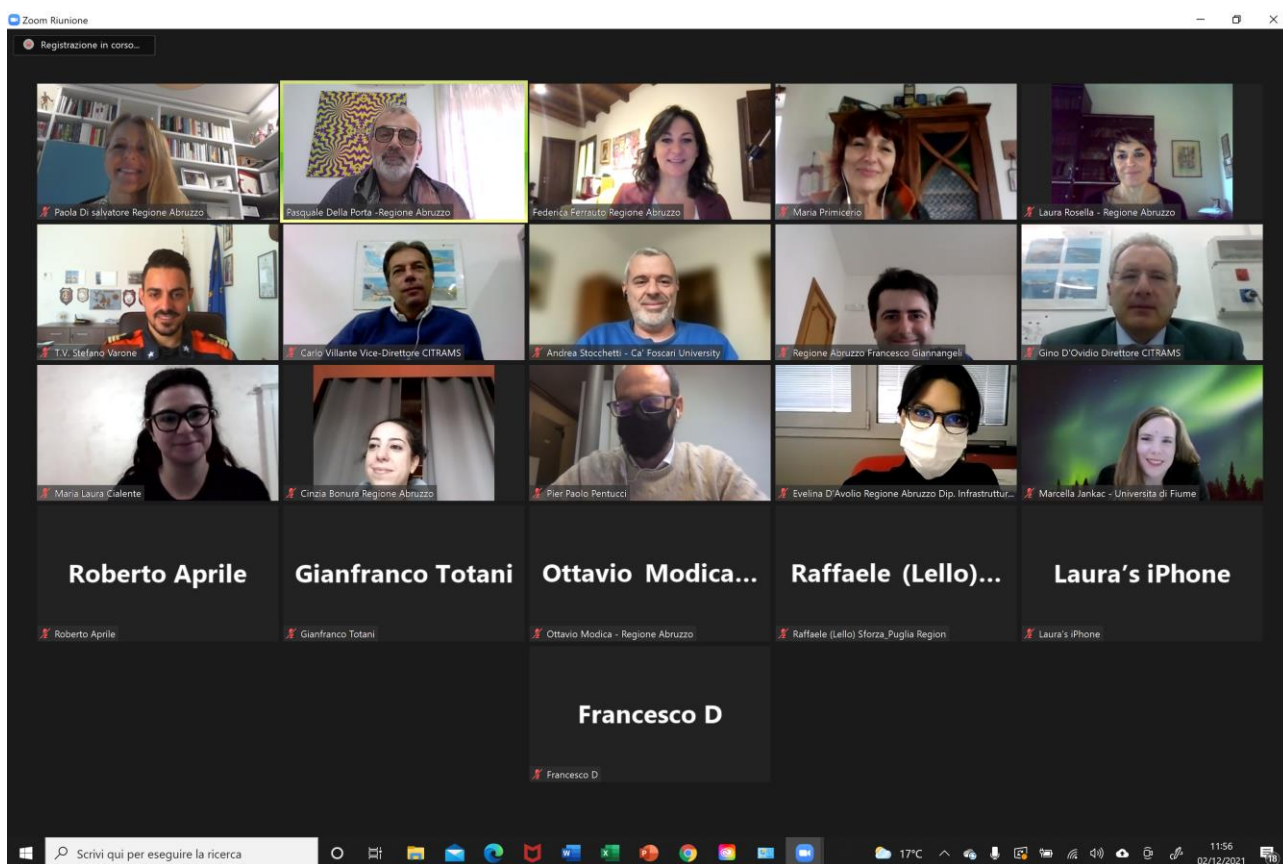 Zoom Riunione
Registrazione in corso...
Paola Di salvatore Regione Abruzzo
Pasquale Della Porta -Regione Abruzzo
Federica Ferrauto Regione Abruzzo
Maria Primicerio
Laura Rosella - Regione Abruzzo
T.V. Stefano Varone
Carlo Villante Vice-Direttore CITRAMS
Andrea Stocchetti - Ca' Foscari University
Regione Abruzzo Francesco Giannangeli
Gino D'Ovidio Direttore CITRAMS
Maria Laura Cialente
Cinzia Bonura Regione Abruzzo
Pier Paolo Pentucci
Evelina D'Avolio Regione Abruzzo Dip. Infrastruttur...
Marcella Jankac - Universita di Fiume
Roberto Aprile
Gianfranco Totani
Ottavio Modica...
Raffaele (Lello)...
Laura's iPhone
Roberto Aprile
Gianfranco Totani
Ottavio Modica - Regione Abruzzo
Raffaele (Lello) Sforza_Puglia Region
Laura's iPhone
Francesco D
Francesco D
Scrivi qui per eseguire la ricerca
17°C
11:56
02/12/2021